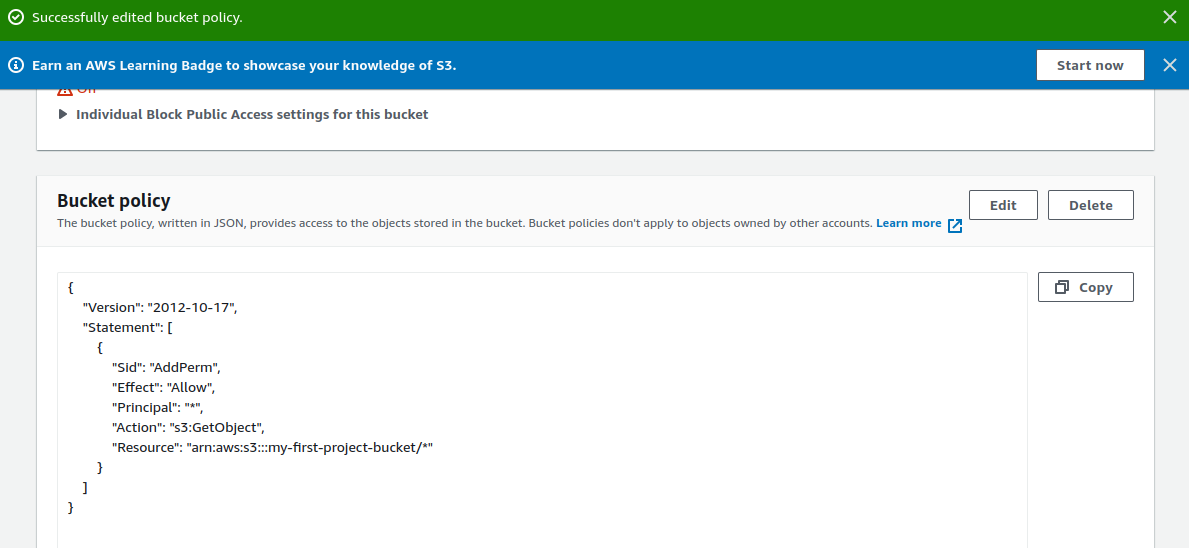 Successfully edited bucket policy.
Earn an AWS Learning Badge to showcase your knowledge of S3.
Start now
Off
Individual Block Public Access settings for this bucket
Bucket policy
Edit
Delete
The bucket policy, written in JSON, provides access to the objects stored in the bucket. Bucket policies don't apply to objects owned by other accounts. Learn more
Copy
{
"Version": "2012-10-17",
"Statement": [
{
"Sid": "AddPerm",
"Effect": "Allow",
"Principal": "*",
"Action": "s3:GetObject",
"Resource": "arn:aws:s3:::my-first-project-bucket/*"
}
]
}